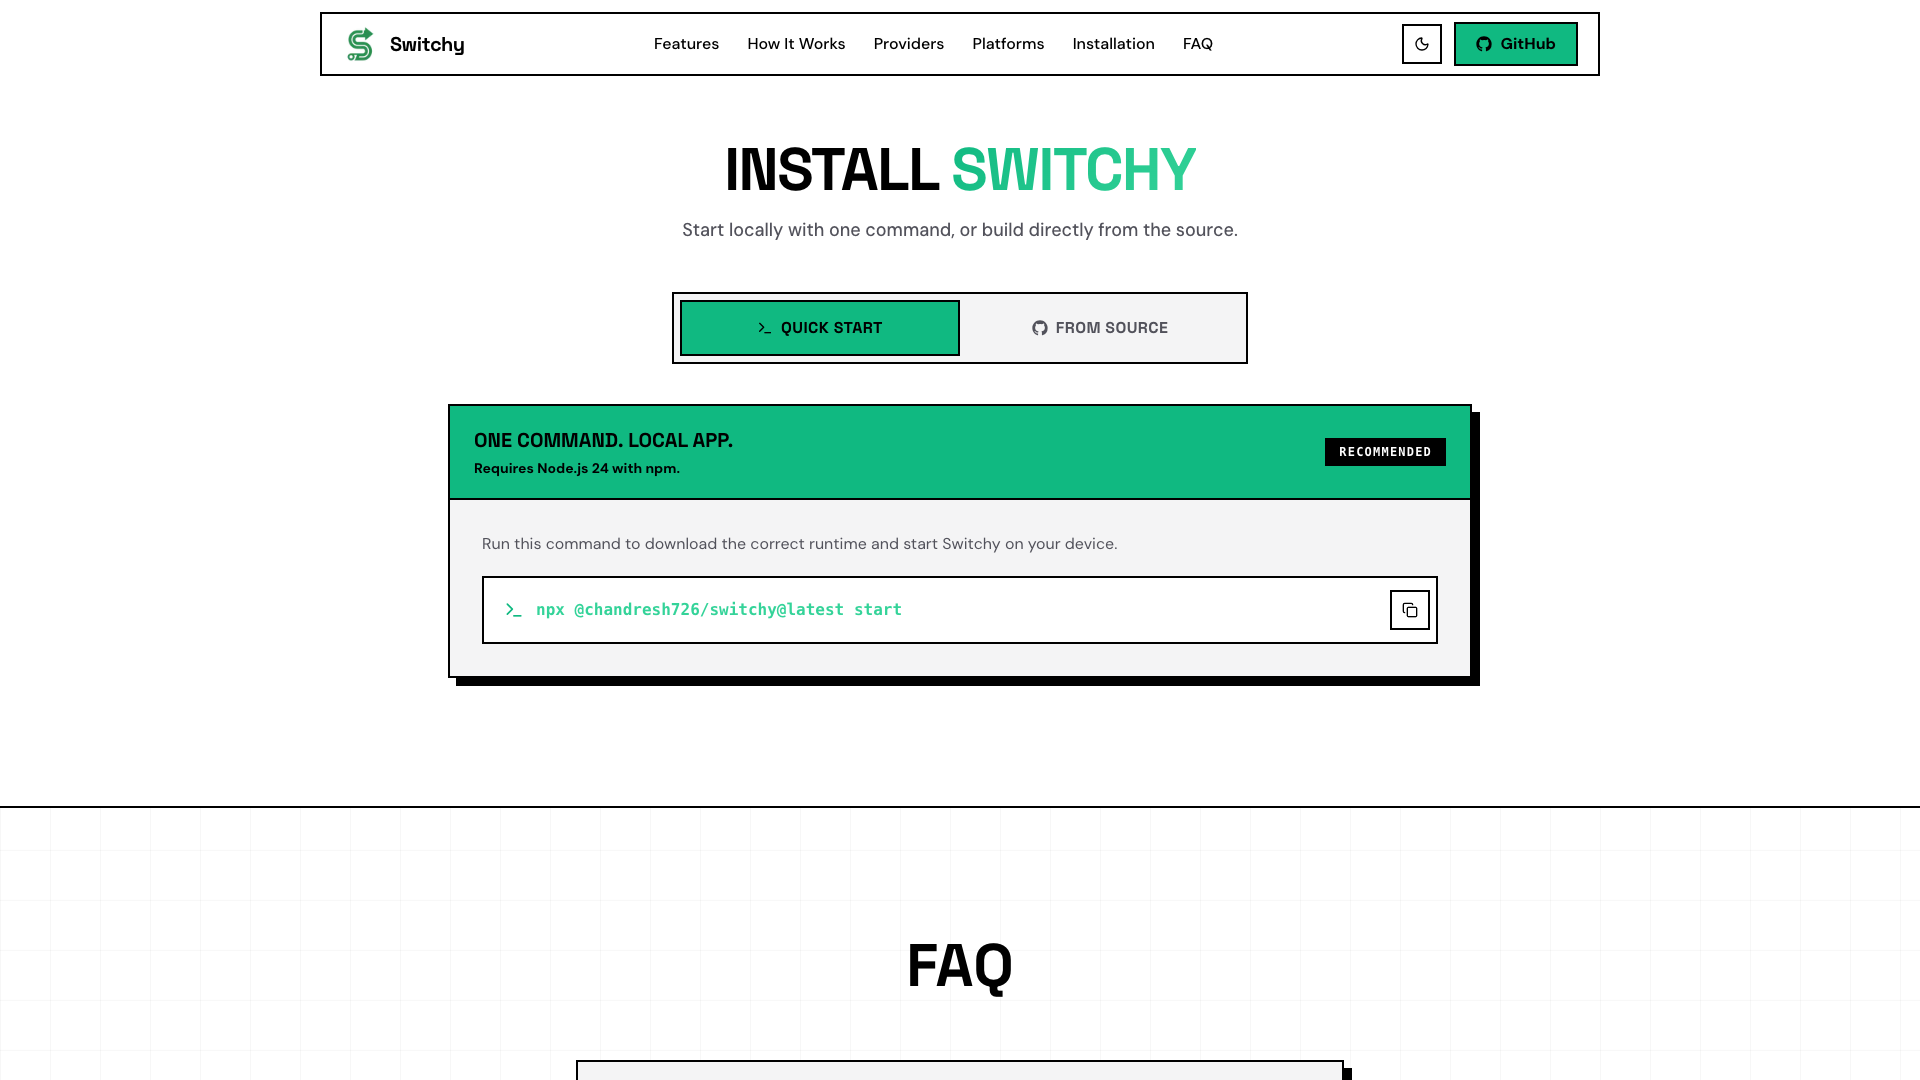 Switchy
Features
How It Works
Providers
Platforms
Installation
FAQ
GitHub
INSTALL SWITCHY
Start locally with one command, or build directly from the source.
QUICK START
FROM SOURCE
ONE COMMAND. LOCAL APP.
Requires Node.js 24 with npm.
RECOMMENDED
Run this command to download the correct runtime and start Switchy on your device.
npx @chandresh726/switchy@latest start
FAQ